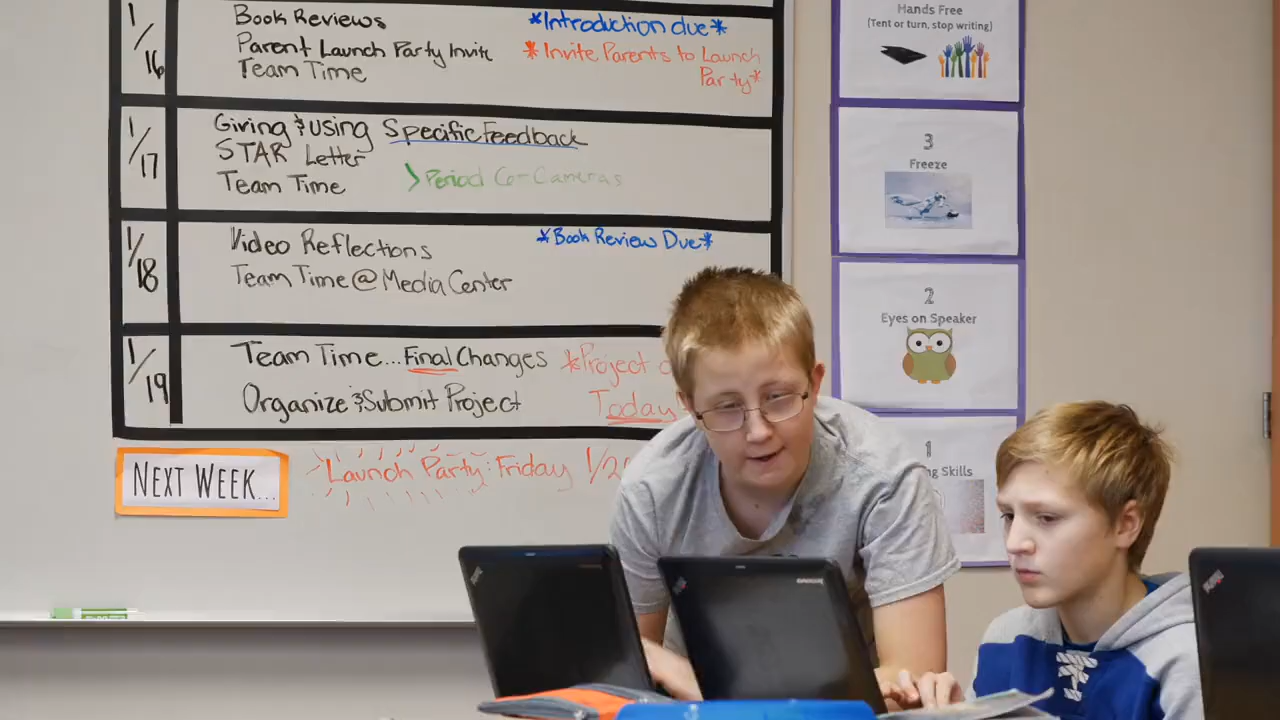 1/16
Book Reviews
*Introduction due*
Parent Launch Party Invite
*Invite Parents to Launch
Party*
Team Time
1/17
Giving & using Specific Feedback
STAR Letter
Team Time
>Period
Cameras
1/18
Video Reflections
*Book Review Due*
Team Time @ Media Center
1/19
Team Time... Final Changes
*Project
Today
Organize & Submit Project
NEXT WEEK...
Launch Party: Friday 1/2
Hands Free
(Tent or turn, stop writing)
3
Freeze
2
Eyes on Speaker
1
Skills